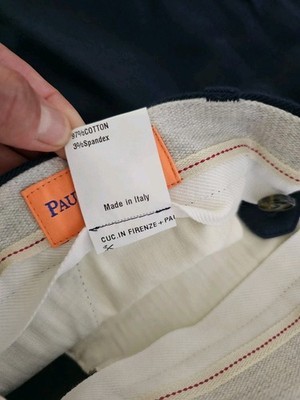 97%COTTON
3%Spandex
Made in Italy
PAU
CUC.IN FIRENZE + PA